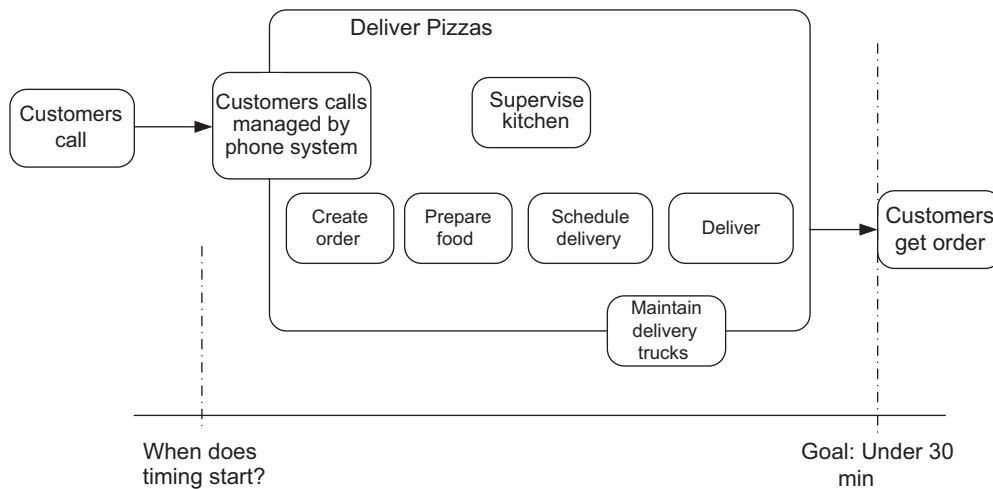 Deliver Pizzas
Customers
call
Customers calls
managed by
phone system
Supervise
kitchen
Create
order
Prepare
food
Schedule
delivery
Deliver
Customers
get order
Maintain
delivery
trucks
When does
timing start?
Goal: Under 30
min